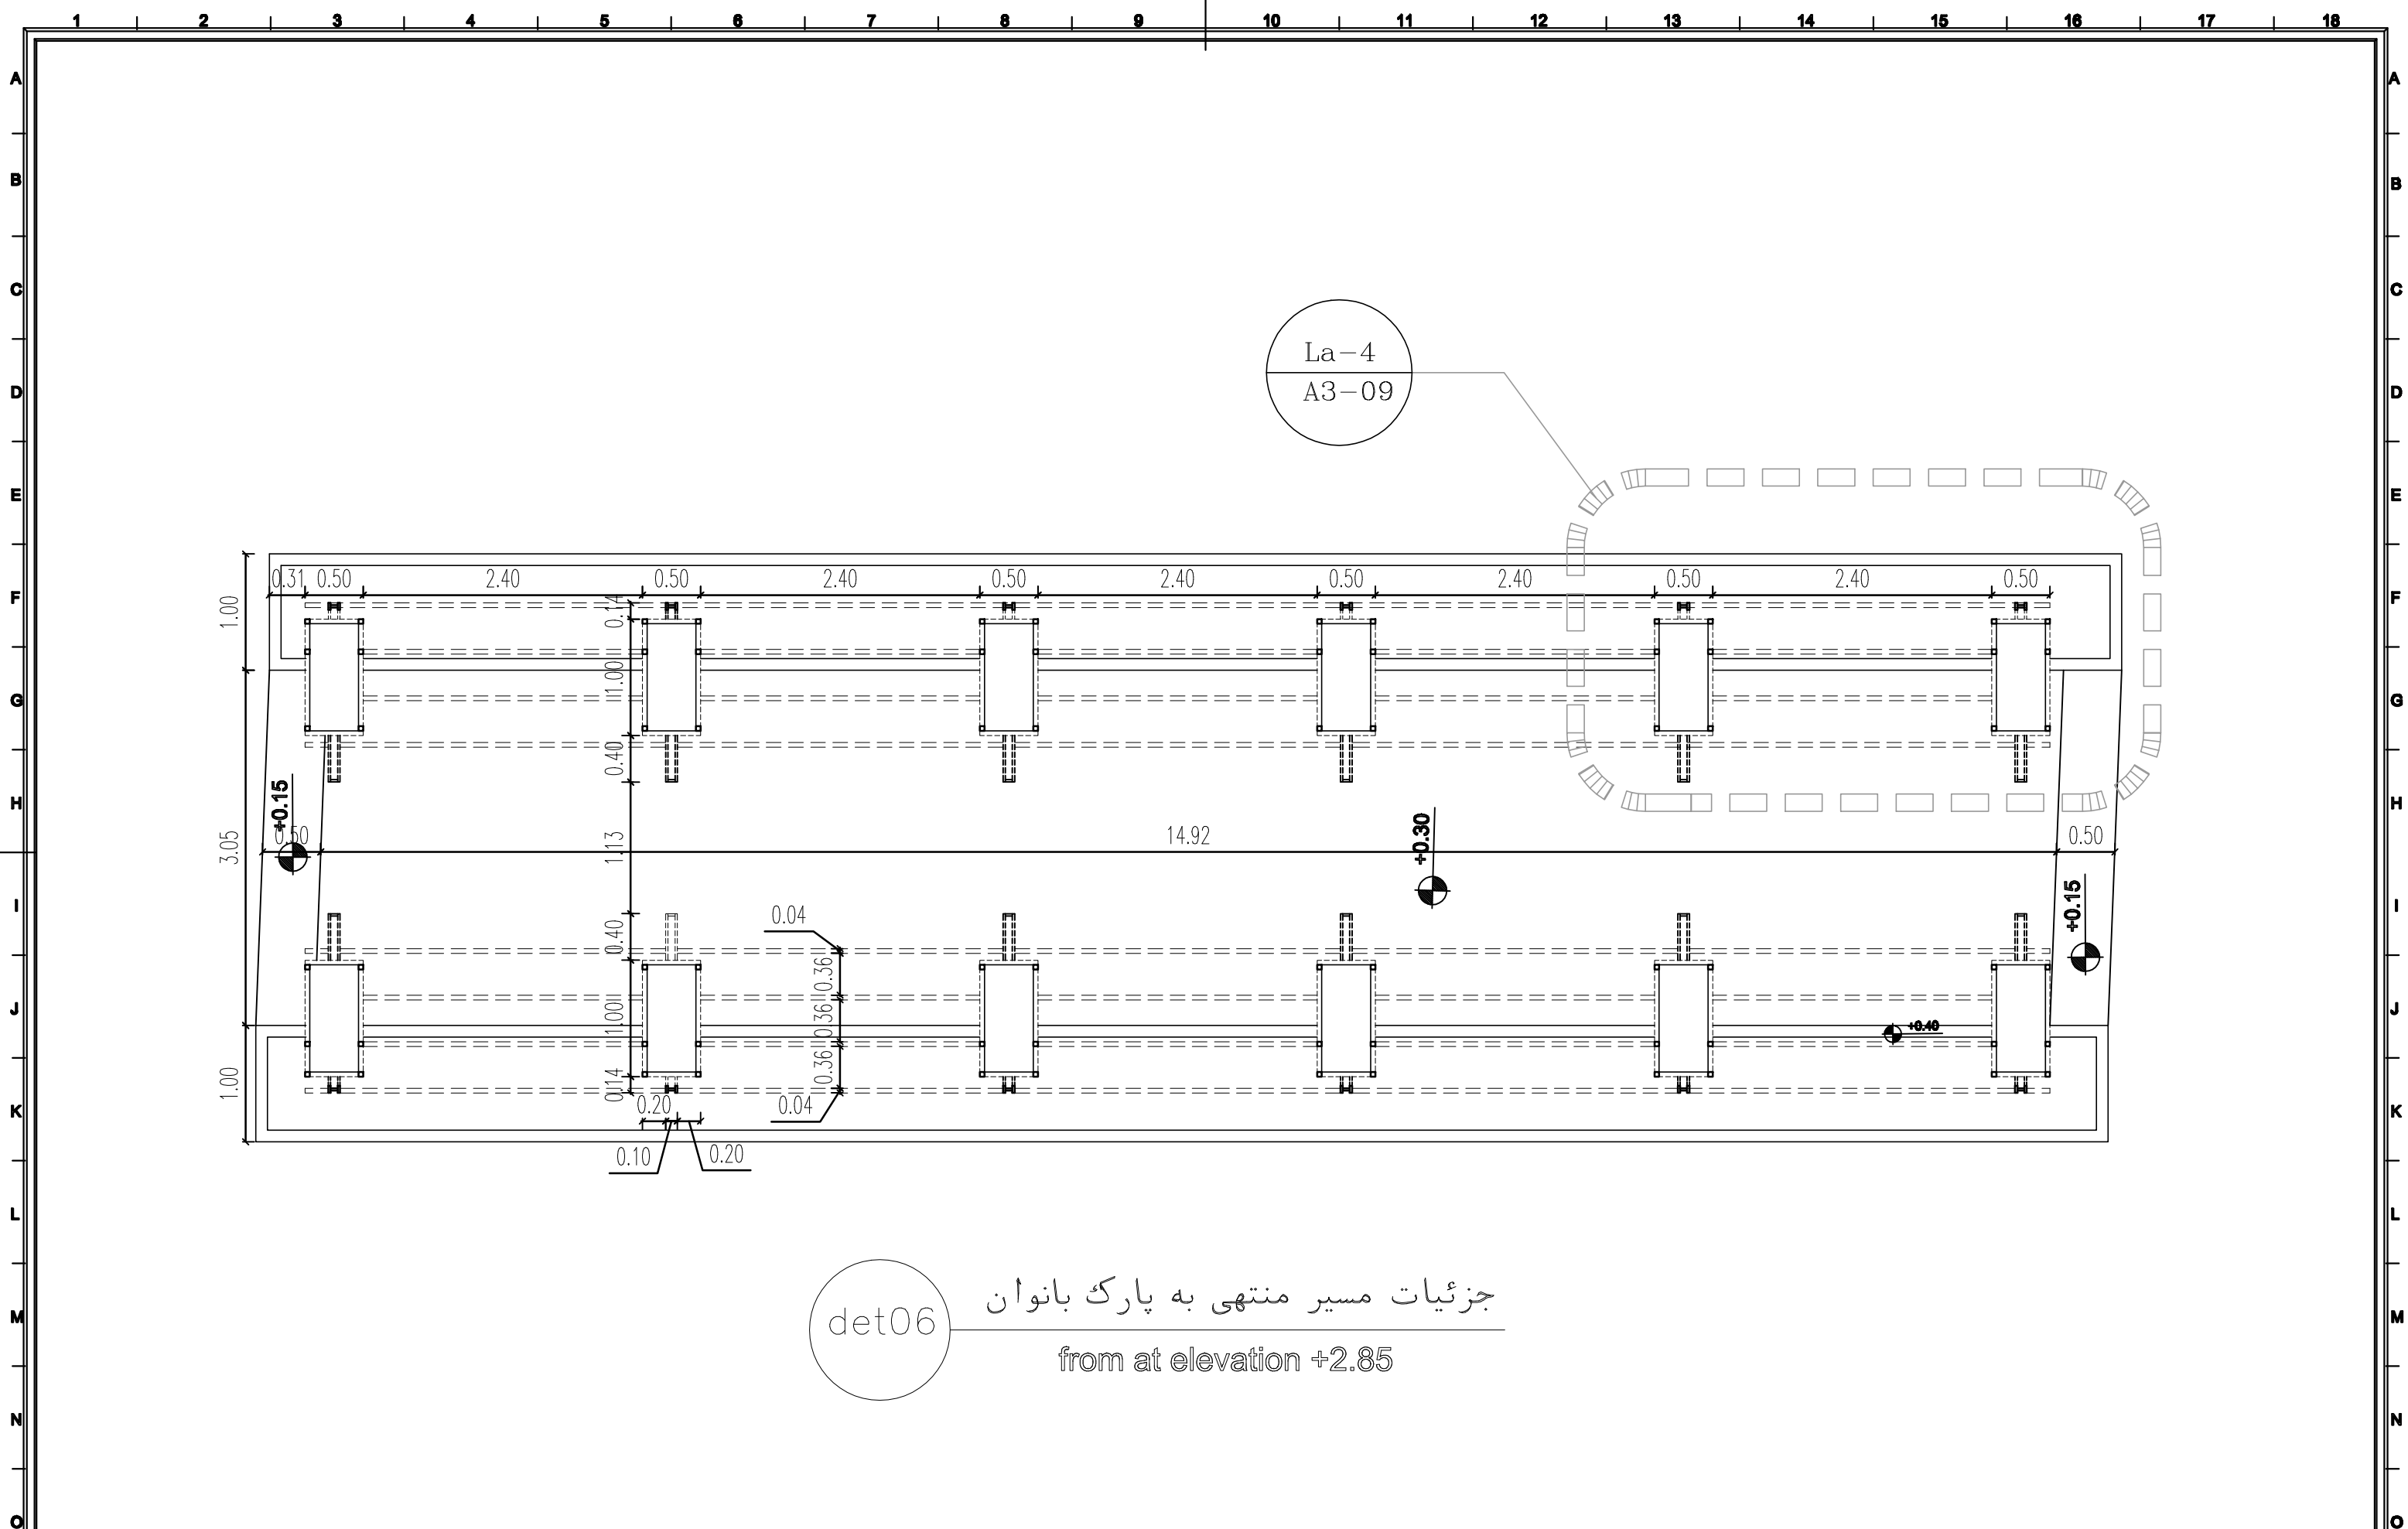 1 2 3 4 5 6 7 8 9 10 11 12 13 14 15 16 17 18
A A
B B
C C
La-4
D D
A3-09
E E
0.31 0.50 2.40 0.50 2.40 0.50 2.40 0.50 2.40 0.50 2.40 0.50
F F
1.00 0.14
1.00
G G
0.40
H H
+0.15 +0.30
3.05 0.50 1.13 14.92 0.50
I I
0.40 0.04 +0.15
0.36
J J
1.00 0.36 +0.40
1.00 0.14 0.36
0.20 0.04
K K
0.10 0.20
L L
جزئیات مسیر منتهی به پارک بانوان
det06
M M
from at elevation +2.85
N N
O O